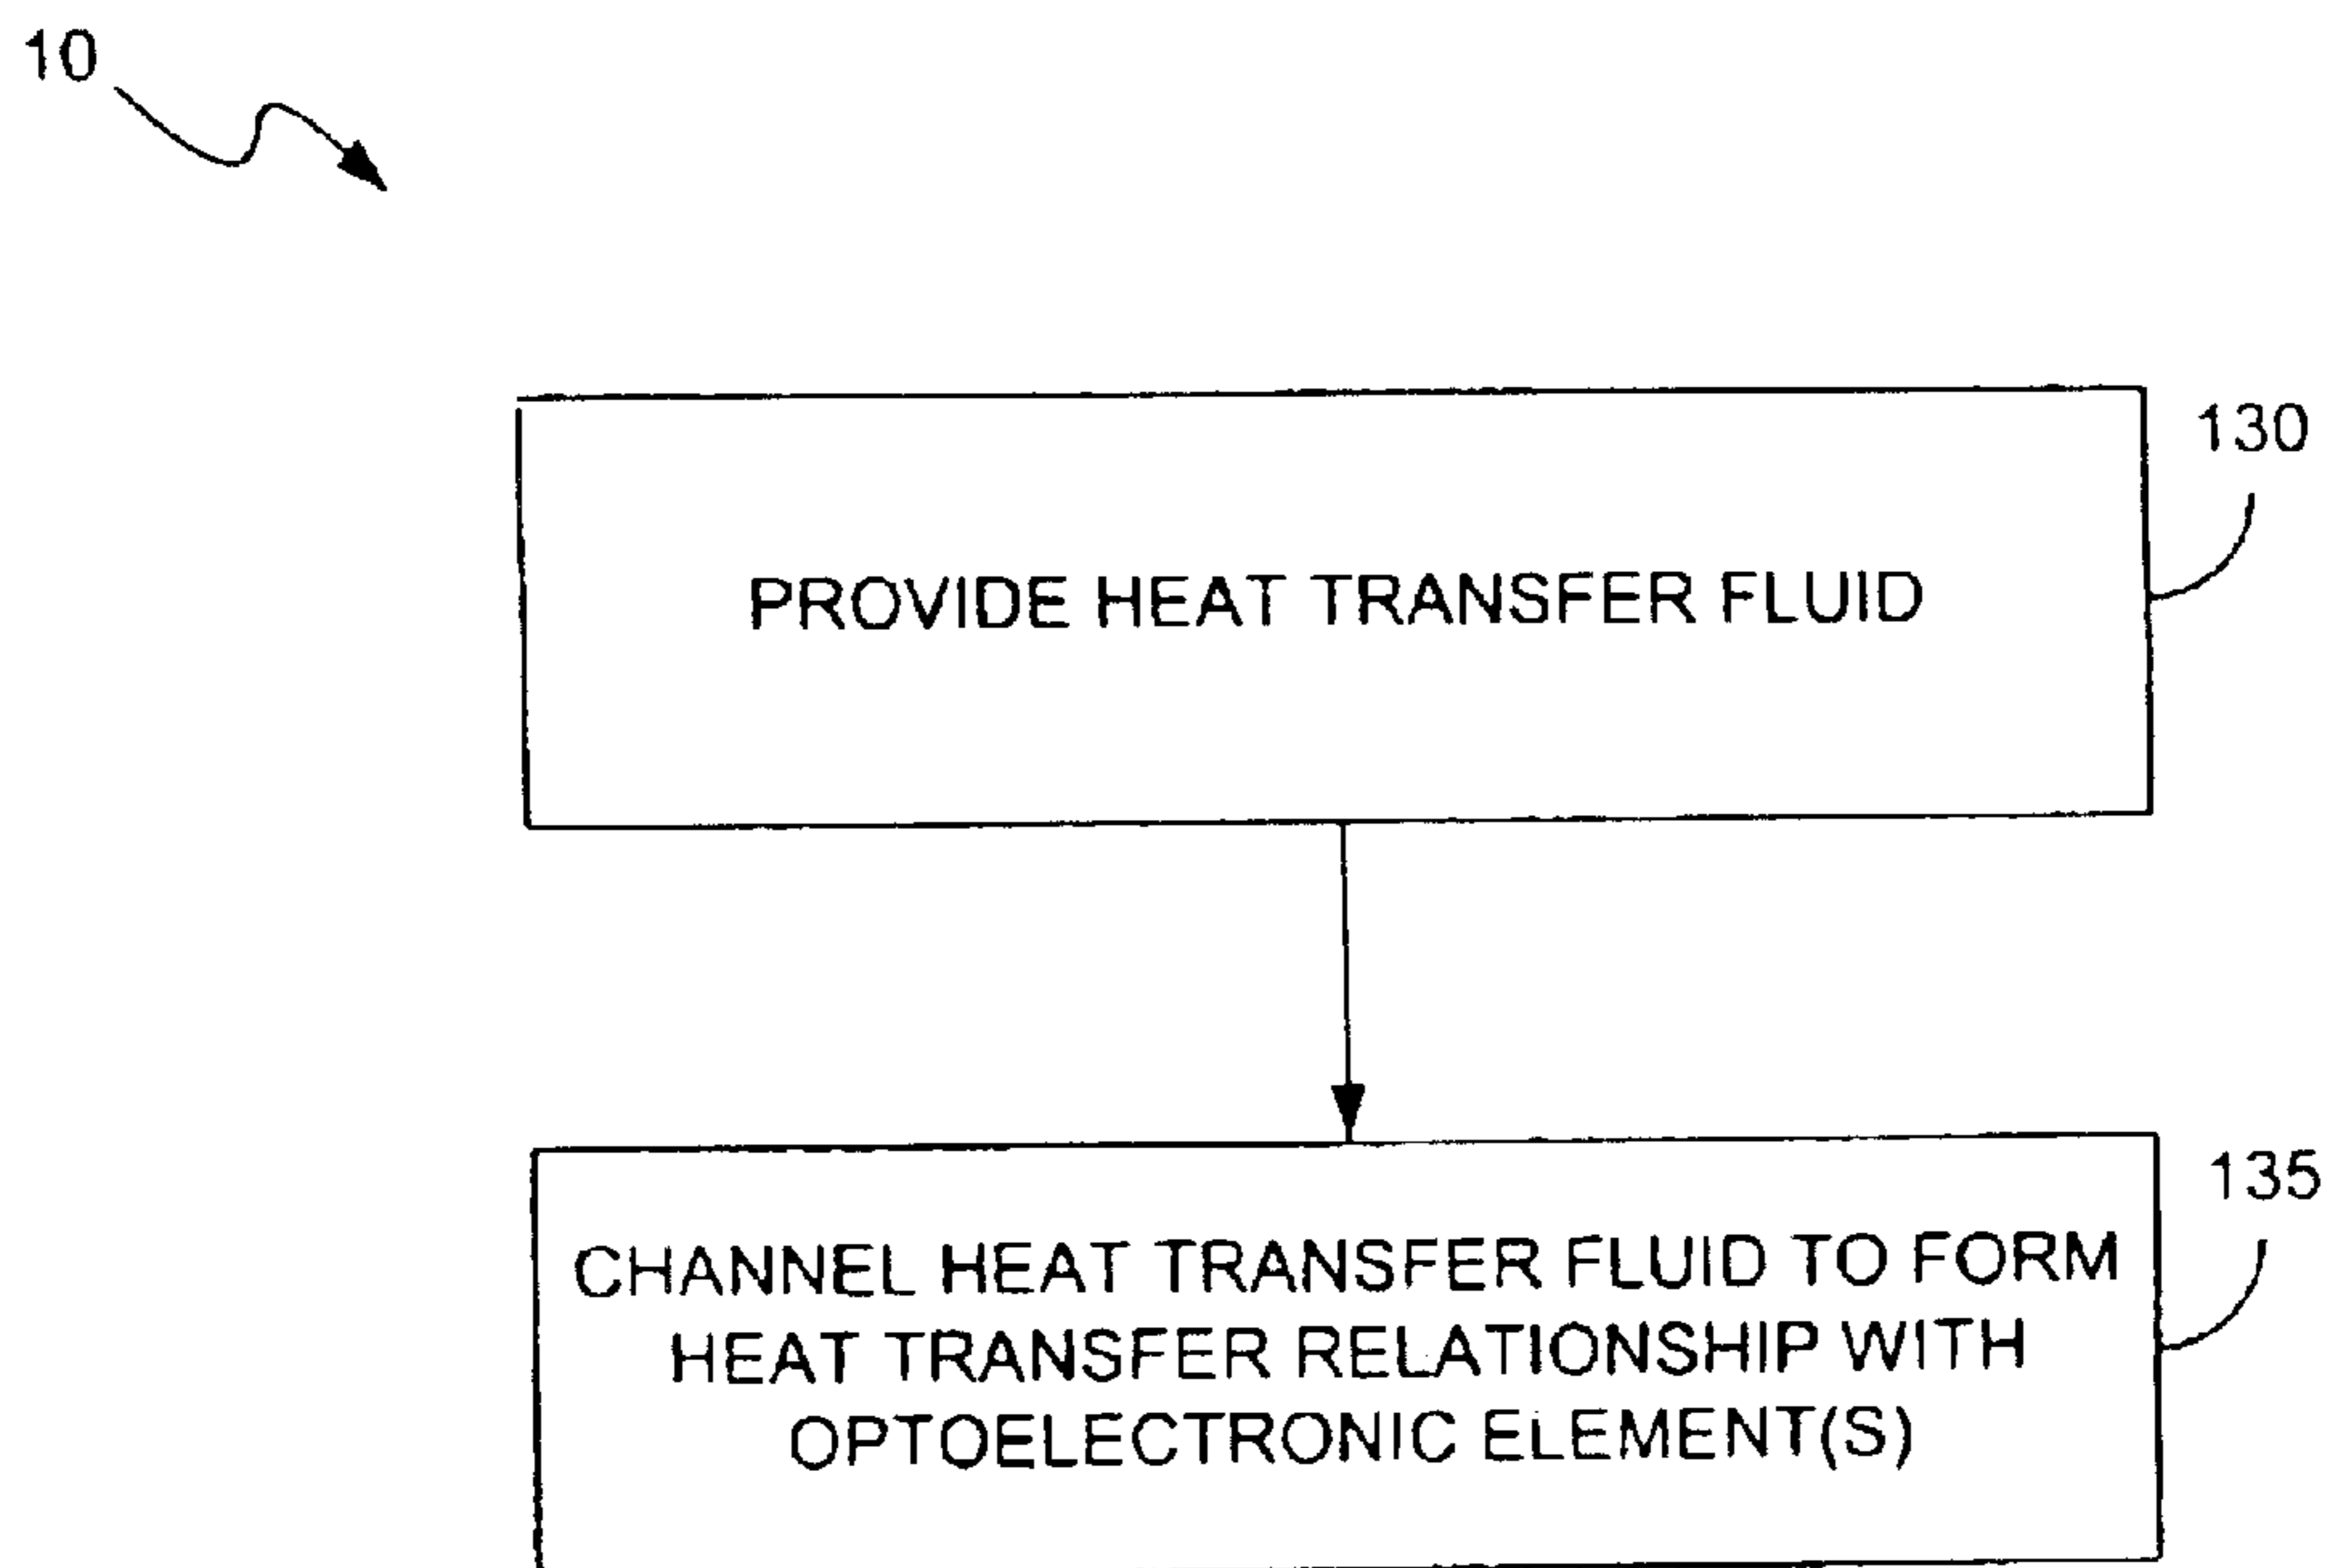 10
130
PROVIDE HEAT TRANSFER FLUID
135
CHANNEL HEAT TRANSFER FLUID TO FORM
HEAT TRANSFER RELATIONSHIP WITH
OPTOELECTRONIC ELEMENT(S)